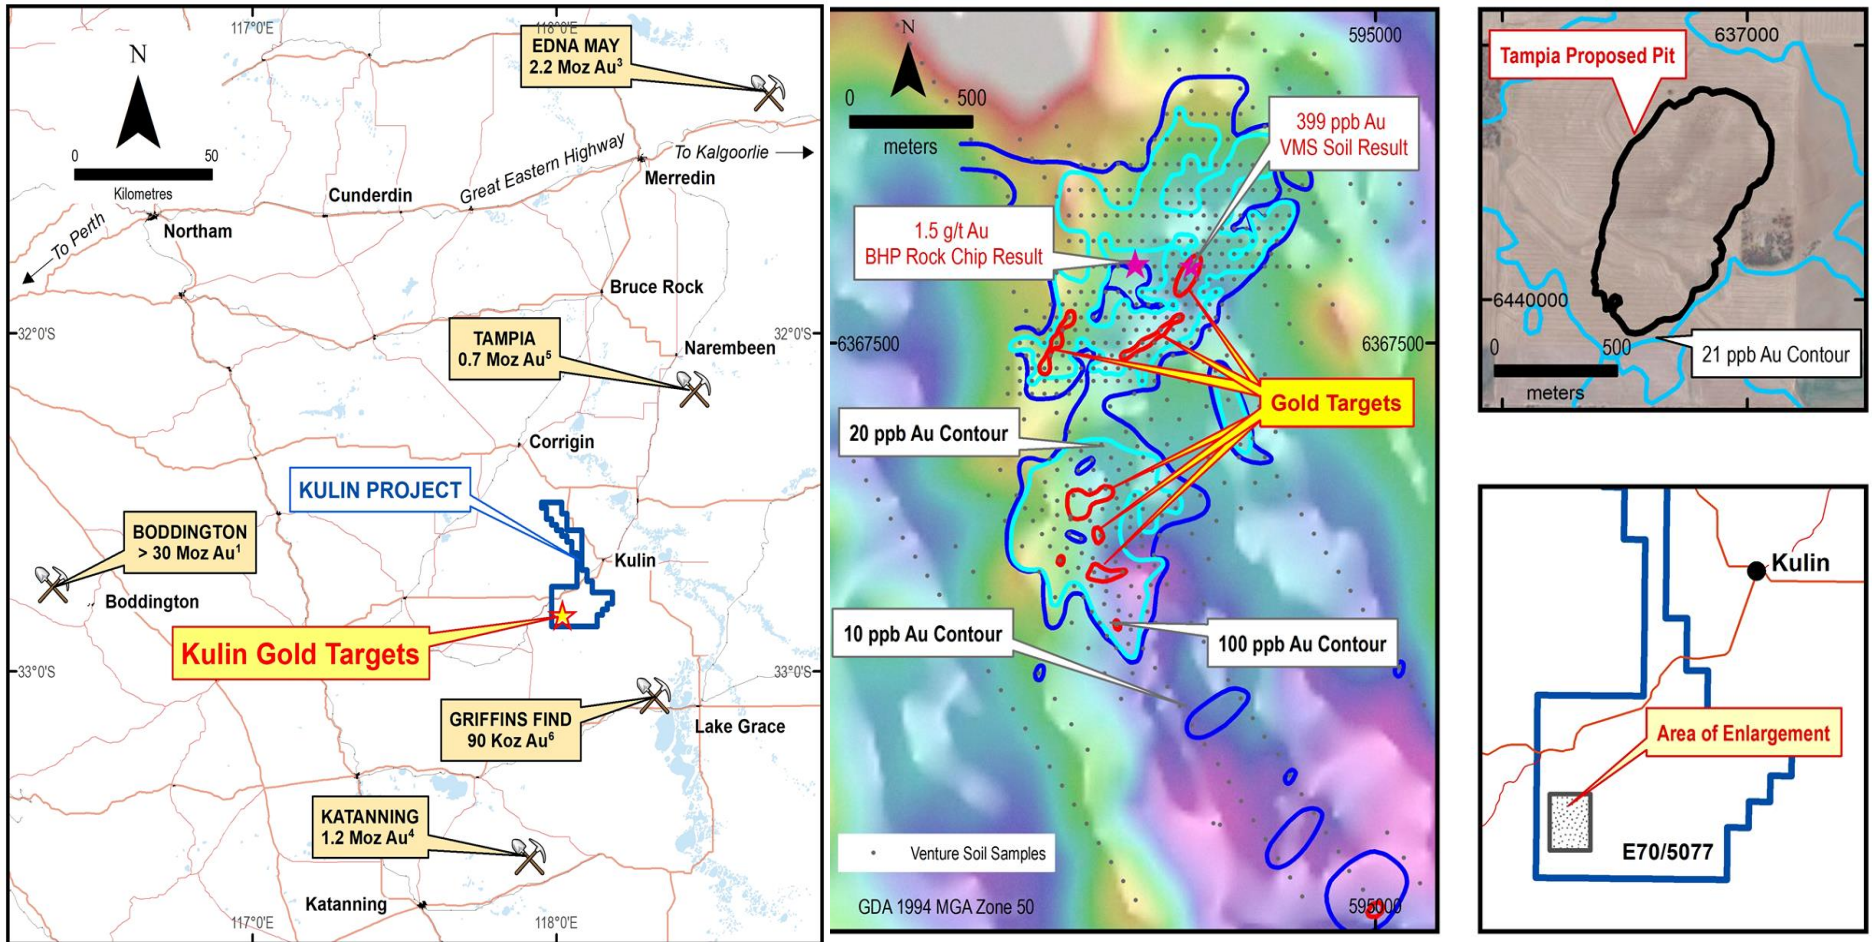 117°0'E
118°0'E
N
0 50
Kilometres
EDNA MAY
2.2 Moz Au³
To Kalgoorlie
Great Eastern Highway
Merredin
Cunderdin
Northam
To Perth
Bruce Rock
32°0'S
32°0'S
TAMPIA
0.7 Moz Au⁵
Narembeen
Corrigin
KULIN PROJECT
BODDINGTON
> 30 Moz Au¹
Kulin
Boddington
Kulin Gold Targets
33°0'S
33°0'S
GRIFFINS FIND
90 Koz Au⁶
Lake Grace
KATANNING
1.2 Moz Au⁴
Katanning
117°0'E
118°0'E
N
595000
0 500
meters
399 ppb Au
VMS Soil Result
1.5 g/t Au
BHP Rock Chip Result
6367500
6367500
Gold Targets
20 ppb Au Contour
10 ppb Au Contour
100 ppb Au Contour
Venture Soil Samples
GDA 1994 MGA Zone 50
595000
637000
Tampia Proposed Pit
6440000
0 500
meters
21 ppb Au Contour
Kulin
Area of Enlargement
E70/5077